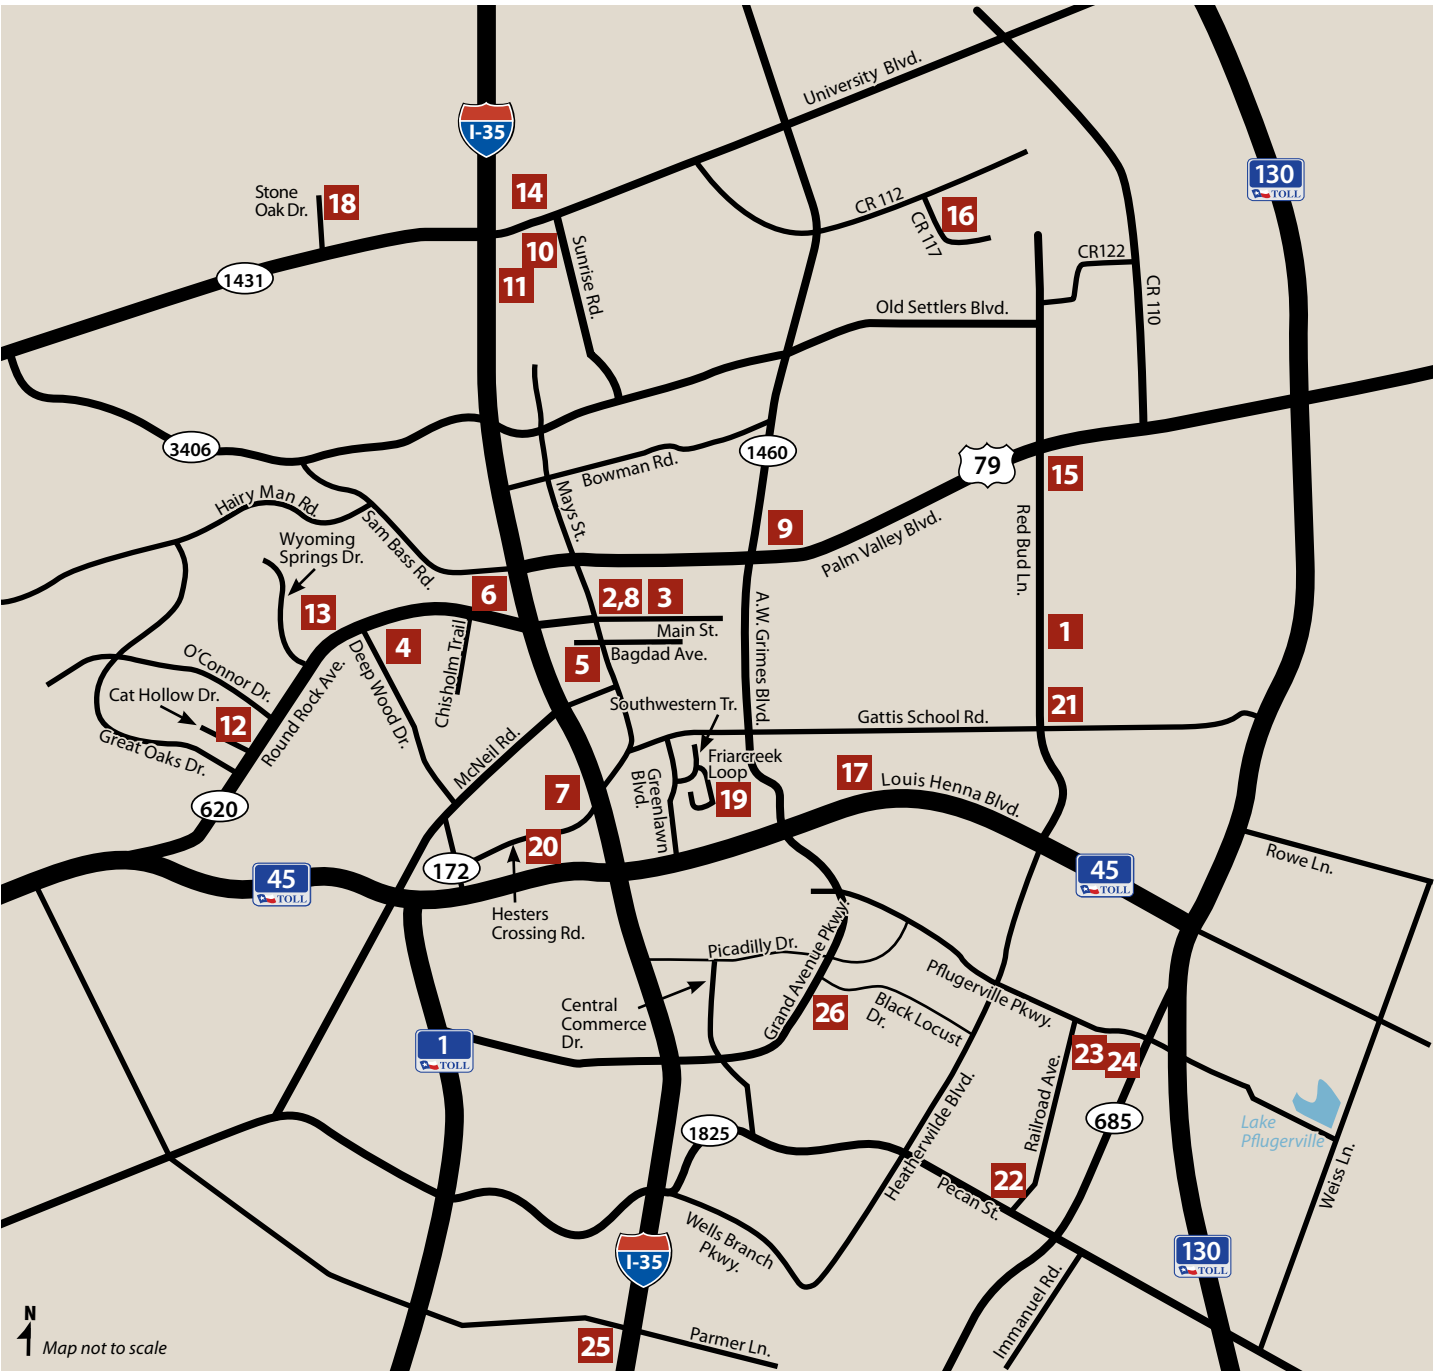 University Blvd.
I-35
130
TOLL
14
Stone
Oak Dr.
18
CR 112
16
CR 117
10
Sunrise Rd.
11
CR122
1431
CR 110
Old Settlers Blvd.
3406
1460
79
15
Bowman Rd.
Mays St.
Hairy Man Rd.
Sam Bass Rd.
9
Palm Valley Blvd.
Red Bud Ln.
Wyoming
Springs Dr.
13
6
2,8
3
Main St.
1
4
Chisholm Trail
5
Bagdad Ave.
A.W. Grimes Blvd.
O'Connor Dr.
Deep Wood Dr.
Cat Hollow Dr.
12
Round Rock Ave.
Great Oaks Dr.
Southwestern Tr.
21
Gattis School Rd.
McNeil Rd.
Friarcreek
Loop
19
Greenlawn
Blvd.
17
Louis Henna Blvd.
7
620
20
172
45
TOLL
45
TOLL
Rowe Ln.
Hesters
Crossing Rd.
Picadilly Dr.
Grand Avenue Pkwy.
Pflugerville Pkwy.
Central
Commerce
Dr.
26
Black Locust
Dr.
1
TOLL
23
24
Railroad Ave.
Heatherwilde Blvd.
685
1825
Lake
Pflugerville
Weiss Ln.
22
Pecan St.
Wells Branch
Pkwy.
I-35
130
TOLL
Immanuel Rd.
N
Map not to scale
25
Parmer Ln.